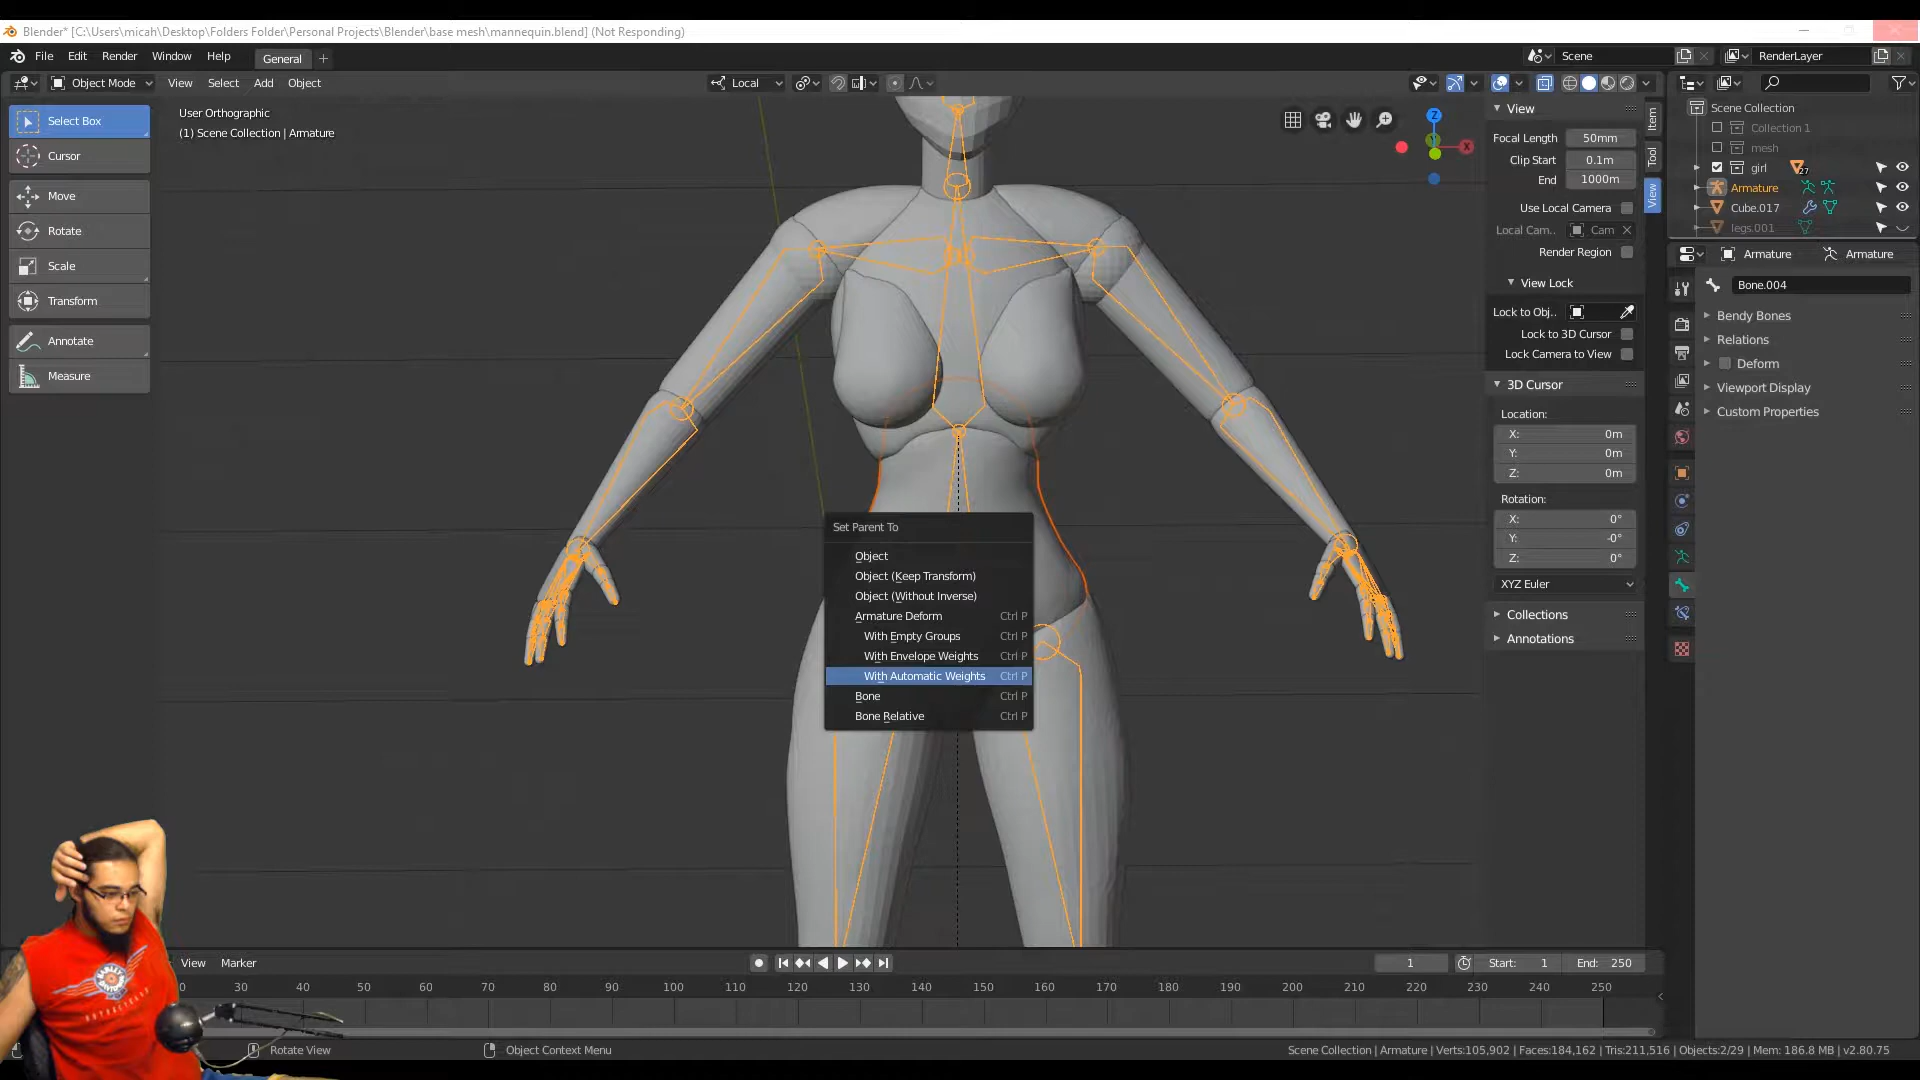 Blender* [C:\Users\micah\Desktop\Folders Folder\Personal Projects\Blender\base mesh\mannequin.blend] (Not Responding)
File Edit Render Window Help General + Scene RenderLayer
Object Mode View Select Add Object Local
Select Box
Cursor
Move
Rotate
Scale
Transform
Annotate
Measure
User Orthographic
(1) Scene Collection | Armature
Z
X
Set Parent To
Object
Object (Keep Transform)
Object (Without Inverse)
Armature Deform Ctrl P
With Empty Groups Ctrl P
With Envelope Weights Ctrl P
With Automatic Weights Ctrl P
Bone Ctrl P
Bone Relative Ctrl P
View
Focal Length 50mm
Clip Start 0.1m
End 1000m
Use Local Camera
Local Cam.. Cam
Render Region
View Lock
Lock to Obj..
Lock to 3D Cursor
Lock Camera to View
3D Cursor
Location:
X: 0m
Y: 0m
Z: 0m
Rotation:
X: 0°
Y: -0°
Z: 0°
XYZ Euler
Collections
Annotations
Item
Tool
View
Scene Collection
Collection 1
mesh
girl 27
Armature
Cube.017
legs.001
Armature Armature
Bone.004
Bendy Bones
Relations
Deform
Viewport Display
Custom Properties
View Marker 1 Start: 1 End: 250
20 30 40 50 60 70 80 90 100 110 120 130 140 150 160 170 180 190 200 210 220 230 240 250
Rotate View Object Context Menu
Scene Collection | Armature | Verts:105,902 | Faces:184,162 | Tris:211,516 | Objects:2/29 | Mem: 186.8 MB | v2.80.75